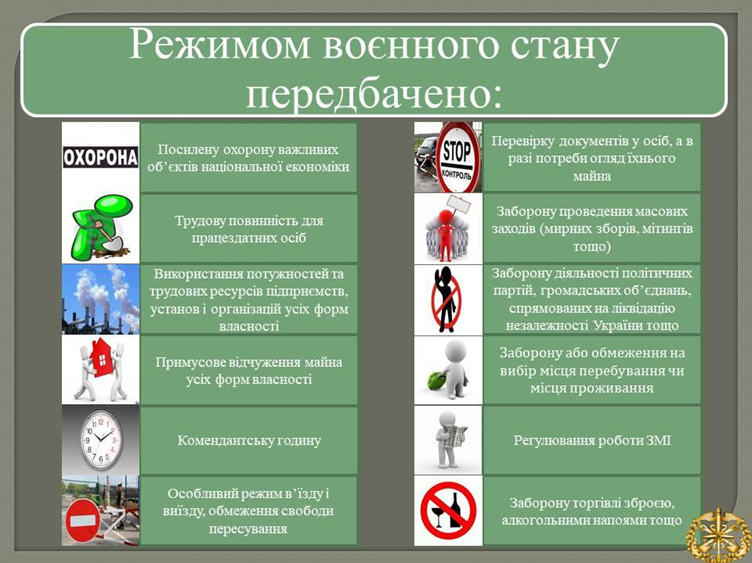 Режимом воєнного стану
передбачено:
ОХОРОНА
Посилену охорону важливих
об’єктів національної економіки
Трудову повинність для
працездатних осіб
Використання потужностей та
трудових ресурсів підприємств,
установ і організацій усіх форм
власності
Примусове відчуження майна
усіх форм власності
Комендантську годину
Особливий режим в’їзду і
виїзду, обмеження свободи
пересування
STOP
КОНТРОЛЬ
Перевірку документів у осіб, а в
разі потреби огляд їхнього
майна
Заборону проведення масових
заходів (мирних зборів, мітингів
тощо)
Заборону діяльності політичних
партій, громадських об’єднань,
спрямованих на ліквідацію
незалежності України тощо
Заборону або обмеження на
вибір місця перебування чи
місця проживання
Регулювання роботи ЗМІ
Заборону торгівлі зброєю,
алкогольними напоями тощо